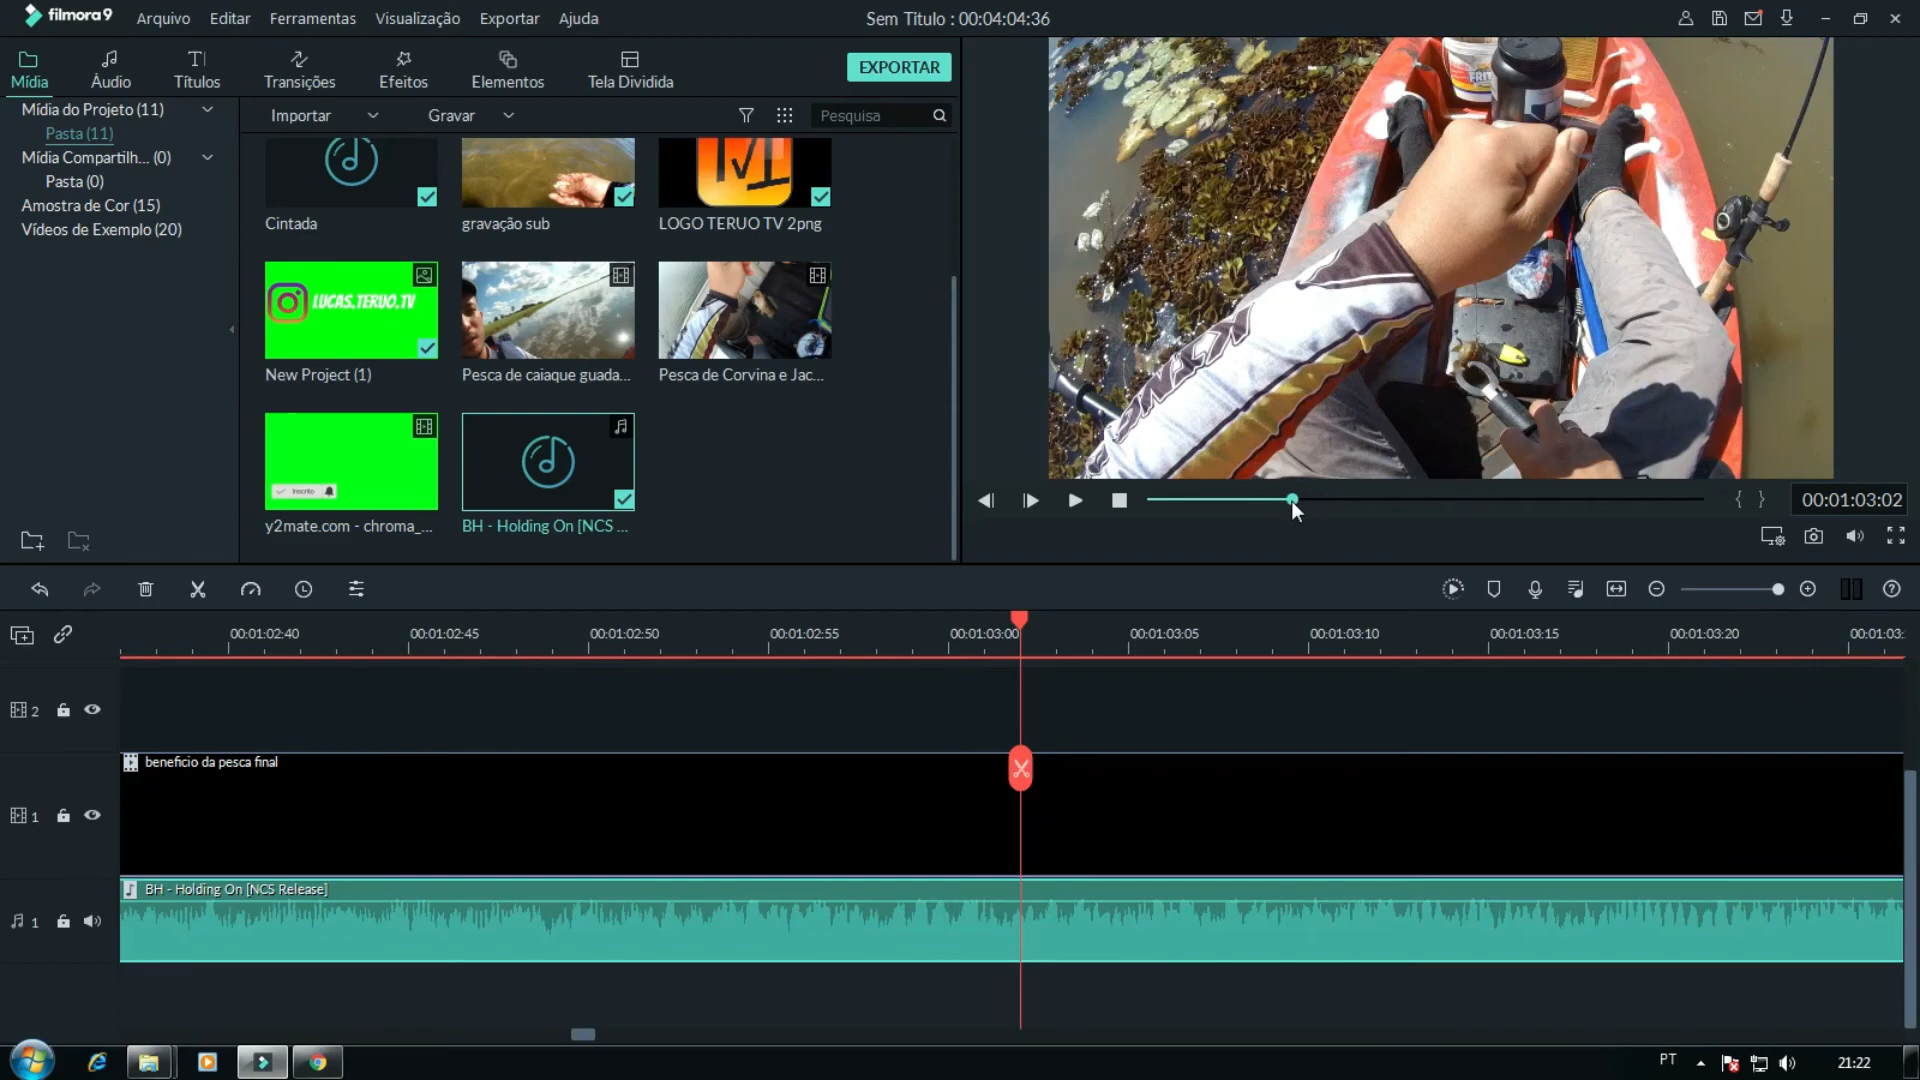 filmora9 Arquivo Editar Ferramentas Visualização Exportar Ajuda Sem Titulo : 00:04:04:36
Mídia Áudio Títulos Transições Efeitos Elementos Tela Dividida EXPORTAR
Mídia do Projeto (11)
Pasta (11)
Mídia Compartilh... (0)
Pasta (0)
Amostra de Cor (15)
Vídeos de Exemplo (20)
Importar Gravar Pesquisa
Cintada gravação sub LOGO TERUO TV 2png
LUCAS.TERUO.TV
New Project (1) Pesca de caiaque guada... Pesca de Corvina e Jac...
Inscrito
y2mate.com - chroma_... BH - Holding On [NCS ...
{ } 00:01:03:02
00:01:02:40 00:01:02:45 00:01:02:50 00:01:02:55 00:01:03:00 00:01:03:05 00:01:03:10 00:01:03:15 00:01:03:20 00:01:03:
2
beneficio da pesca final
1
BH - Holding On [NCS Release]
1
PT 21:22